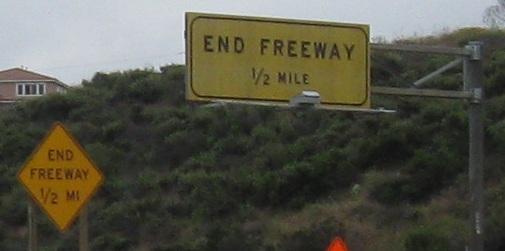 END FREEWAY
1/2 MILE
END
FREEWAY
1/2 MI